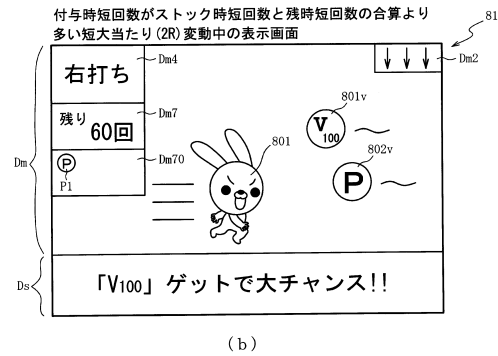 付与時短回数がストック時短回数と残時短回数の合算より
多い短大当たり(2R)変動中の表示画面
81
右打ち
Dm4
↓ ↓ ↓
Dm2
残り
60回
Dm7
801v
V100
P
Dm70
P1
801
802v
P
Dm
Ds
「V100」ゲットで大チャンス!!
(b)